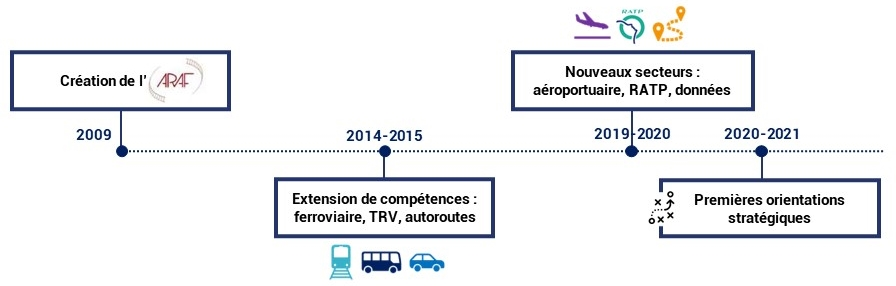 RATP
Création de l' ARAF
Nouveaux secteurs :
aéroportuaire, RATP, données
2009
2014-2015
2019-2020
2020-2021
Extension de compétences :
ferroviaire, TRV, autoroutes
Premières orientations
stratégiques